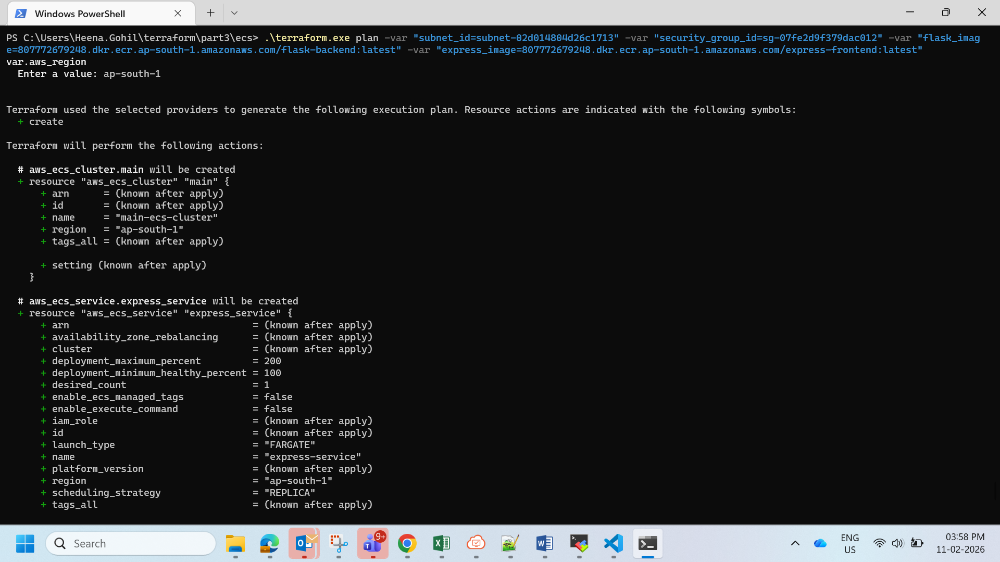 Windows PowerShell
PS C:\Users\Heena.Gohil\terraform\part3\ecs> .\terraform.exe plan -var "subnet_id=subnet-02d014804d26c1713" -var "security_group_id=sg-07fe2d9f379dac012" -var "flask_imag
e=807772679248.dkr.ecr.ap-south-1.amazonaws.com/flask-backend:latest" -var "express_image=807772679248.dkr.ecr.ap-south-1.amazonaws.com/express-frontend:latest"
var.aws_region
  Enter a value: ap-south-1
Terraform used the selected providers to generate the following execution plan. Resource actions are indicated with the following symbols:
  + create
Terraform will perform the following actions:
  # aws_ecs_cluster.main will be created
  + resource "aws_ecs_cluster" "main" {
      + arn      = (known after apply)
      + id       = (known after apply)
      + name     = "main-ecs-cluster"
      + region   = "ap-south-1"
      + tags_all = (known after apply)
      + setting (known after apply)
    }
  # aws_ecs_service.express_service will be created
  + resource "aws_ecs_service" "express_service" {
      + arn                                = (known after apply)
      + availability_zone_rebalancing      = (known after apply)
      + cluster                            = (known after apply)
      + deployment_maximum_percent         = 200
      + deployment_minimum_healthy_percent = 100
      + desired_count                      = 1
      + enable_ecs_managed_tags            = false
      + enable_execute_command             = false
      + iam_role                           = (known after apply)
      + id                                 = (known after apply)
      + launch_type                        = "FARGATE"
      + name                               = "express-service"
      + platform_version                   = (known after apply)
      + region                             = "ap-south-1"
      + scheduling_strategy                = "REPLICA"
      + tags_all                           = (known after apply)
Search
9+
ENG
US
03:58 PM
11-02-2026